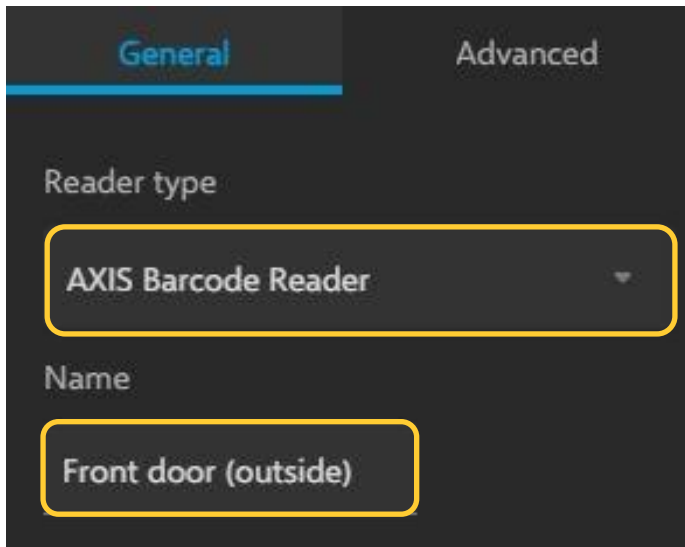 General Advanced
Reader type
AXIS Barcode Reader
Name
Front door (outside)